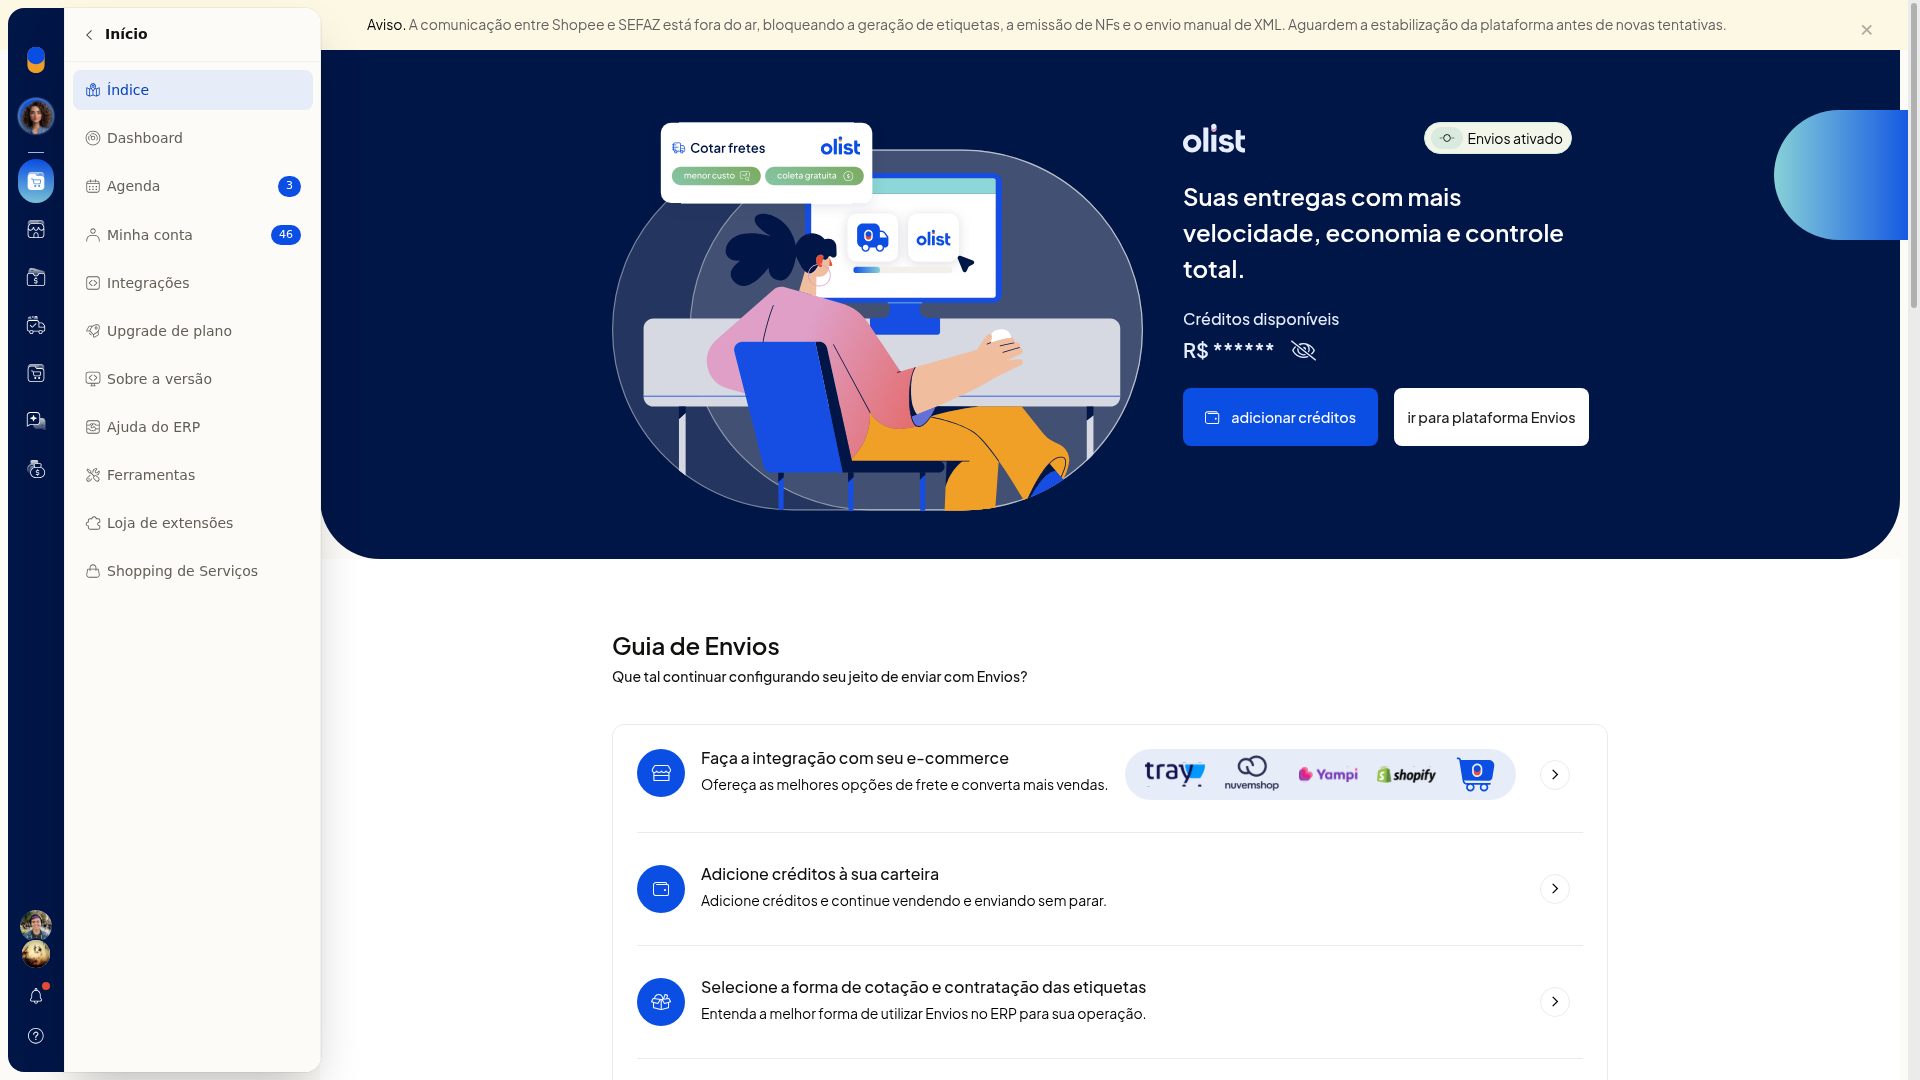 Aviso. A comunicação entre Shopee e SEFAZ está fora do ar, bloqueando a geração de etiquetas, a emissão de NFs e o envio manual de XML. Aguardem a estabilização da plataforma antes de novas tentativas.
Início
Índice
Dashboard
Agenda 3
Minha conta 46
Integrações
Upgrade de plano
Sobre a versão
Ajuda do ERP
Ferramentas
Loja de extensões
Shopping de Serviços
Cotar fretes olist
menor custo coleta gratuita
olist
olist
Envios ativado
Suas entregas com mais
velocidade, economia e controle
total.
Créditos disponíveis
R$ ******
adicionar créditos
ir para plataforma Envios
Guia de Envios
Que tal continuar configurando seu jeito de enviar com Envios?
Faça a integração com seu e-commerce
Ofereça as melhores opções de frete e converta mais vendas.
tray nuvemshop Yampi shopify
Adicione créditos à sua carteira
Adicione créditos e continue vendendo e enviando sem parar.
Selecione a forma de cotação e contratação das etiquetas
Entenda a melhor forma de utilizar Envios no ERP para sua operação.